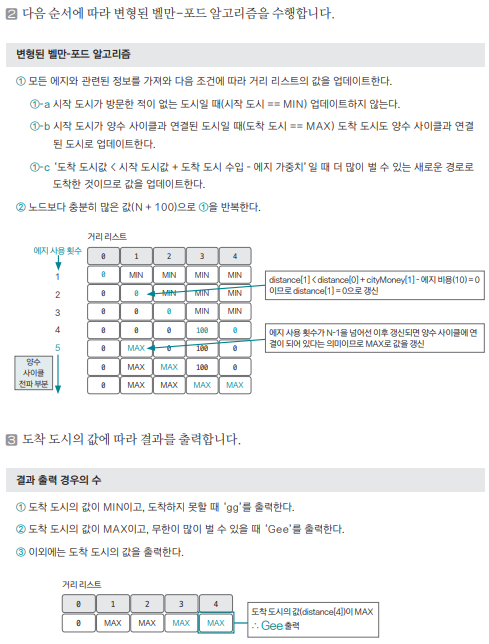 2 다음 순서에 따라 변형된 벨만-포드 알고리즘을 수행합니다.
변형된 벨만-포드 알고리즘
① 모든 에지와 관련된 정보를 가져와 다음 조건에 따라 거리 리스트의 값을 업데이트한다.
①-a 시작 도시가 방문한 적이 없는 도시일 때(시작 도시 == MIN) 업데이트하지 않는다.
①-b 시작 도시가 양수 사이클과 연결된 도시일 때(도착 도시 == MAX) 도착 도시도 양수 사이클과 연결
된 도시로 업데이트한다.
①-c '도착 도시값 < 시작 도시값 + 도착 도시 수입 - 에지 가중치'일 때 더 많이 벌 수 있는 새로운 경로로
도착한 것이므로 값을 업데이트한다.
② 노드보다 충분히 많은 값(N + 100)으로 ①을 반복한다.
거리 리스트
에지 사용 횟수
0 1 2 3 4
1 0 MIN MIN MIN MIN
2 0 0 MIN MIN MIN
3 0 0 0 MIN MIN
4 0 0 0 100 0
5 0 MAX 0 100 0
0 MAX MAX 100 0
0 MAX MAX MAX MAX
양수
사이클
전파 부분
distance[1] < distance[0] + cityMoney[1] - 에지 비용(10) = 0
이므로 distance[1] = 0으로 갱신
에지 사용 횟수가 N-1을 넘어선 이후 갱신되면 양수 사이클에 연
결이 되어 있다는 의미이므로 MAX로 값을 갱신
3 도착 도시의 값에 따라 결과를 출력합니다.
결과 출력 경우의 수
① 도착 도시의 값이 MIN이고, 도착하지 못할 때 'gg'를 출력한다.
② 도착 도시의 값이 MAX이고, 무한이 많이 벌 수 있을 때 'Gee'를 출력한다.
③ 이외에는 도착 도시의 값을 출력한다.
거리 리스트
0 1 2 3 4
0 MAX MAX MAX MAX
도착 도시의 값(distance[4])이 MAX
∴ Gee 출력